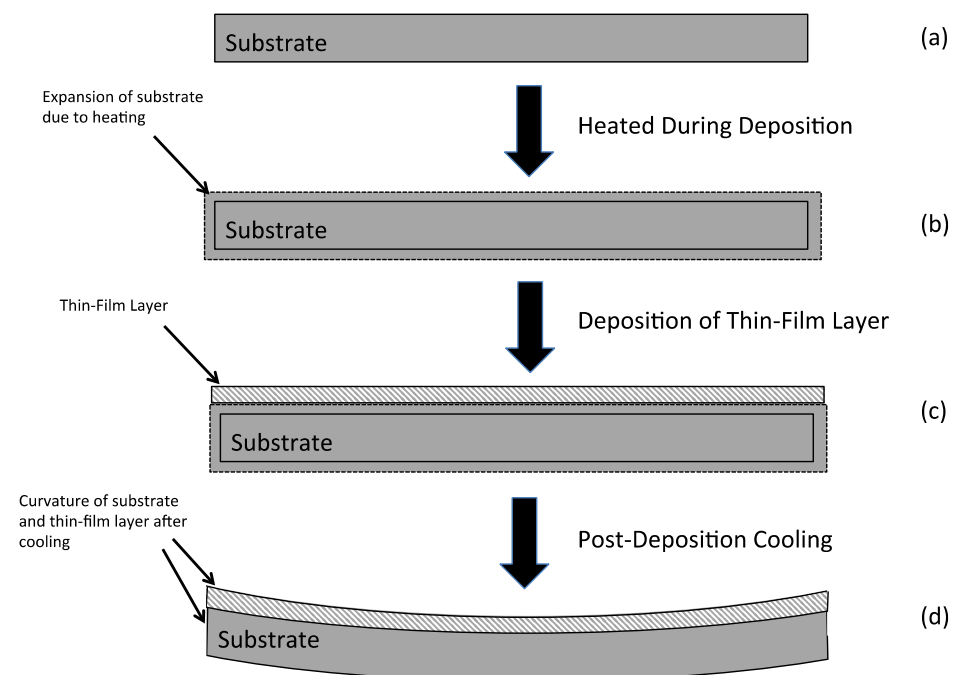 Substrate
(a)
Expansion of substrate
due to heating
Heated During Deposition
Substrate
(b)
Thin-Film Layer
Deposition of Thin-Film Layer
Substrate
(c)
Curvature of substrate
and thin-film layer after
cooling
Post-Deposition Cooling
Substrate
(d)